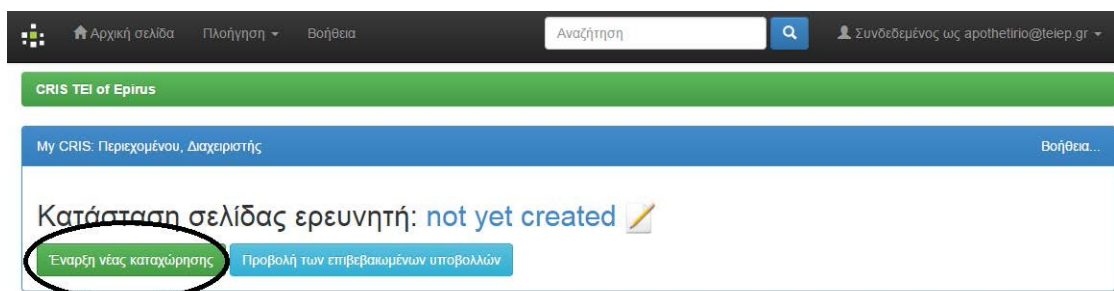 Αρχική σελίδα Πλοήγηση Βοήθεια Αναζήτηση Συνδεδεμένος ως apothetirio@teiep.gr
CRIS TEI of Epirus
My CRIS: Περιεχομένου, Διαχειριστής Βοήθεια...
Κατάσταση σελίδας ερευνητή: not yet created
Έναρξη νέας καταχώρησης Προβολή των επιβεβαιωμένων υποβολλών